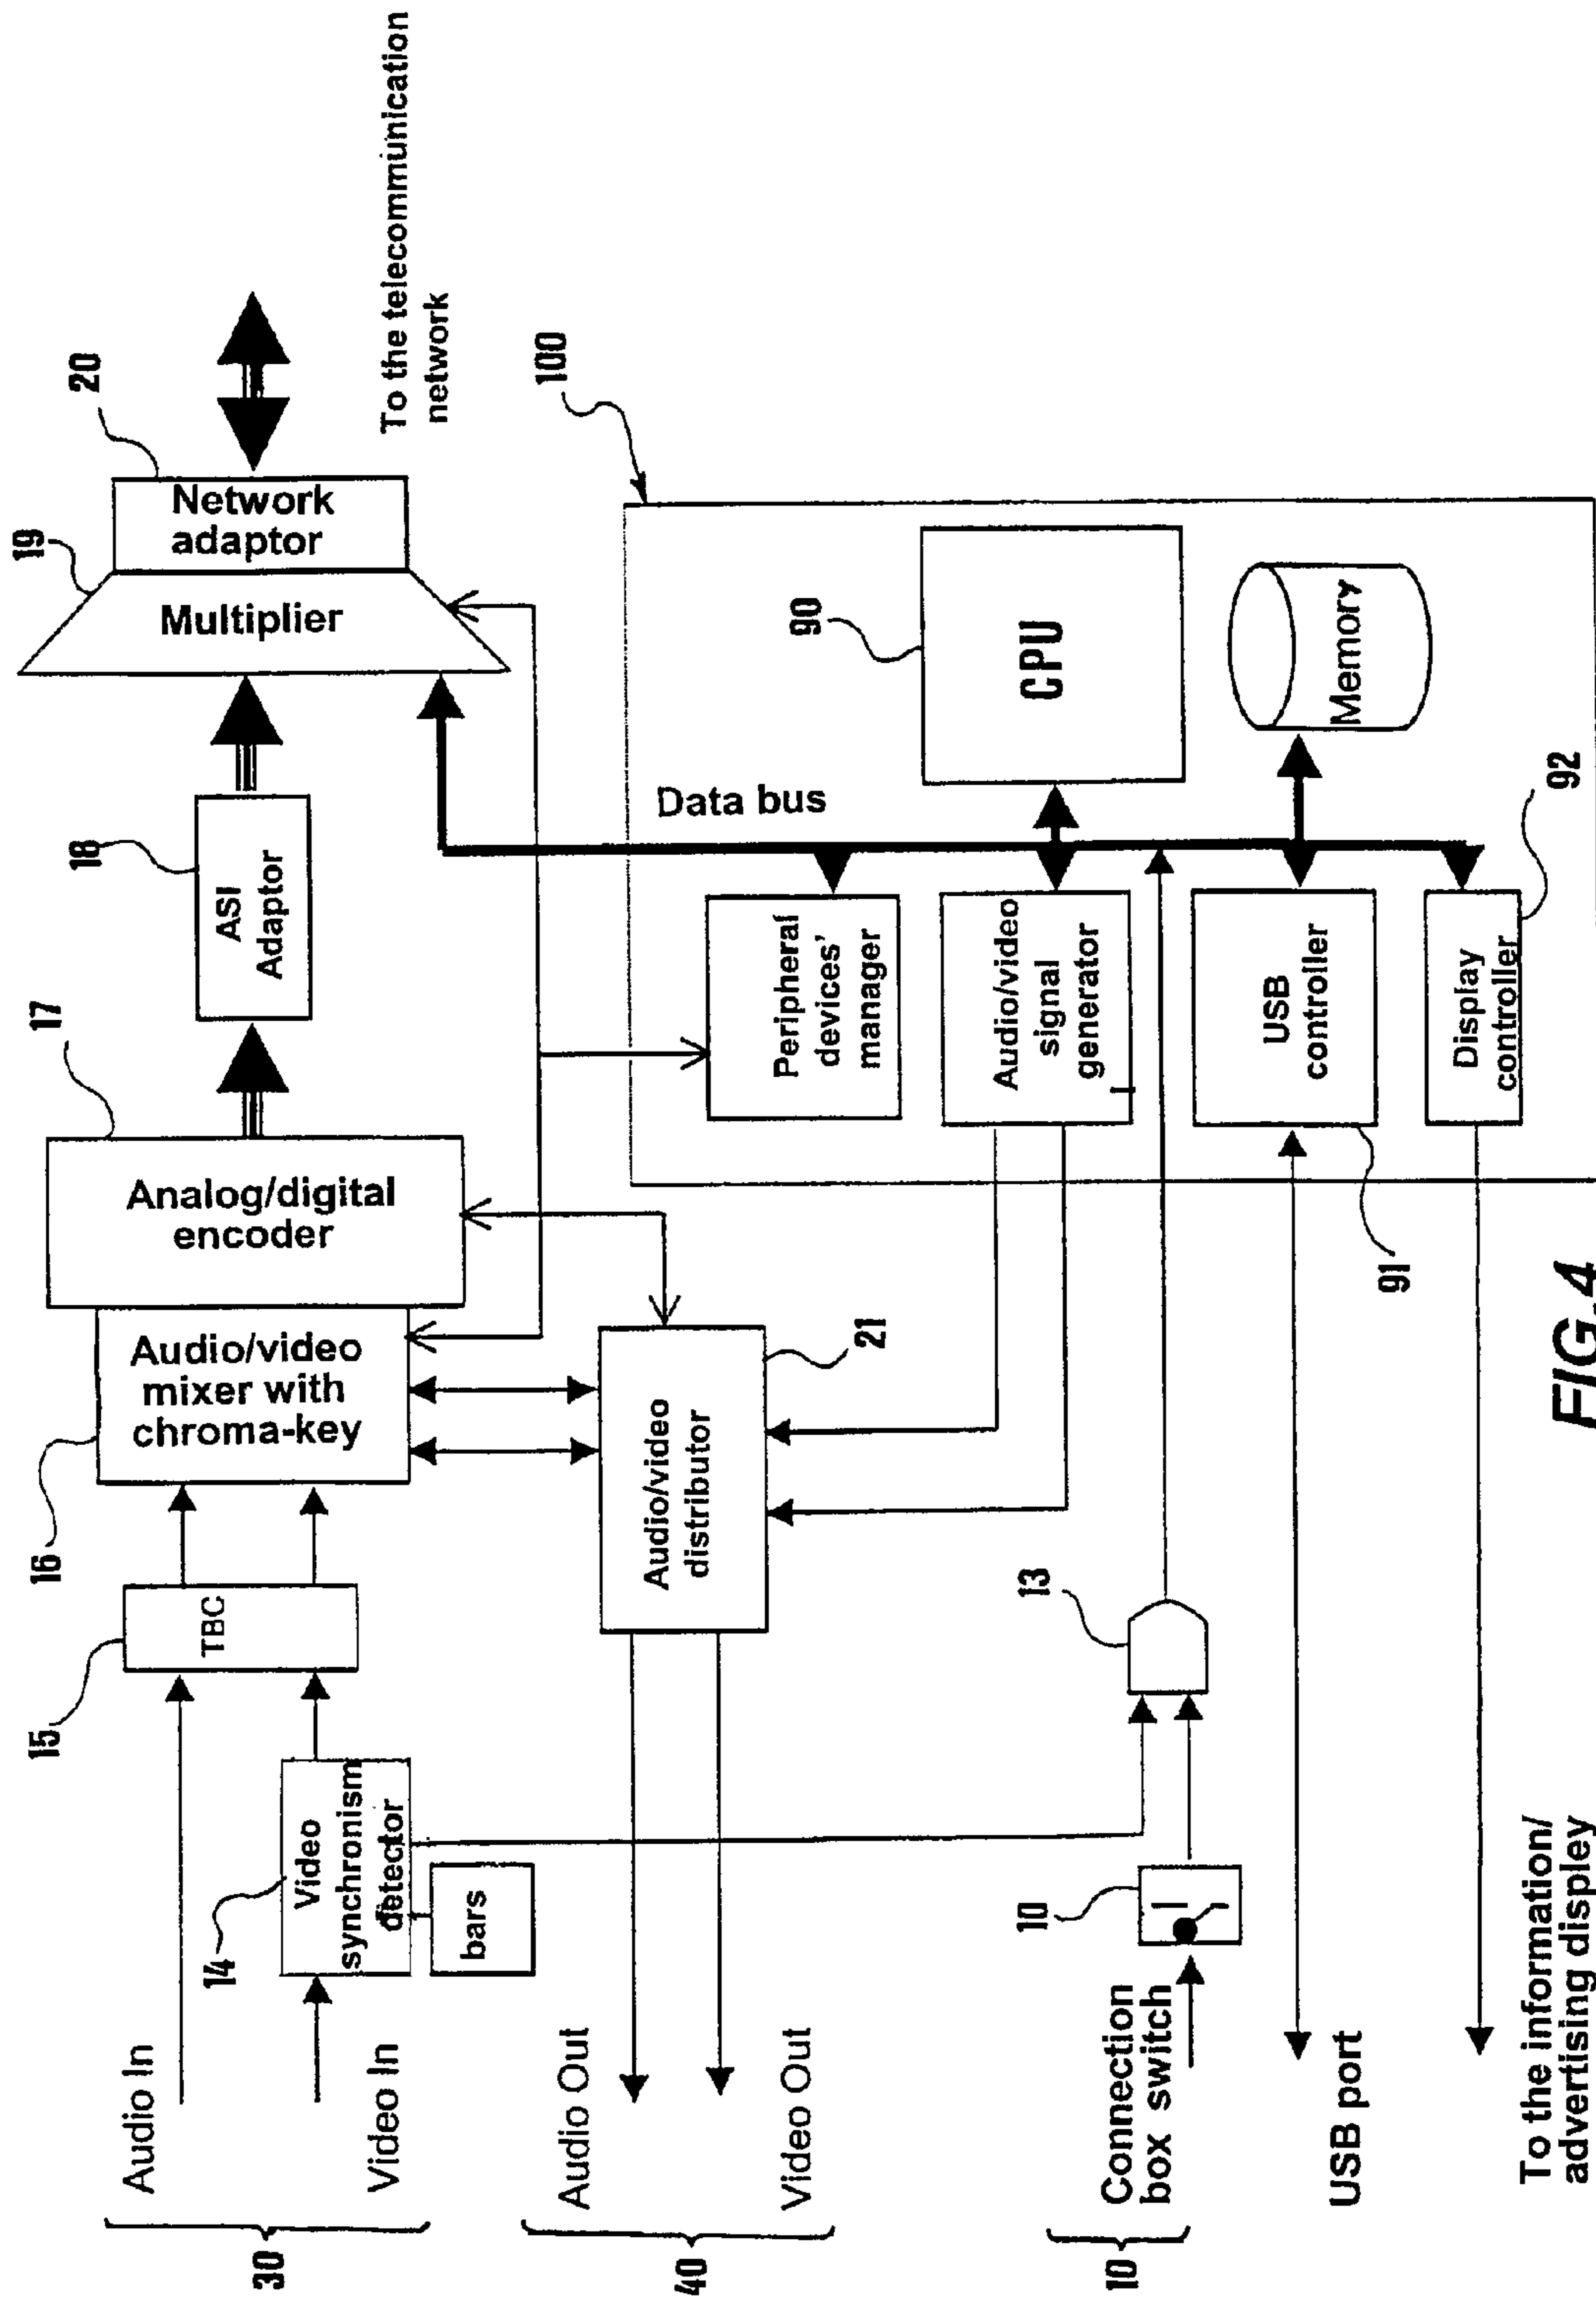 Audio In
Video In
30
14
Video
synchronism
detector
bars
15
TBC
16
Audio/video
mixer with
chroma-key
17
Analog/digital
encoder
18
ASI
Adaptor
19
Multiplier
20
Network
adaptor
To the telecommunication
network
40
Audio Out
Video Out
Audio/video
distributor
21
100
Data bus
90
CPU
Memory
Peripheral
devices'
manager
Audio/video
signal
generator
USB
controller
91
Display
controller
92
10
Connection
box switch
10
13
USB port
To the information/
advertising display
FIG.4